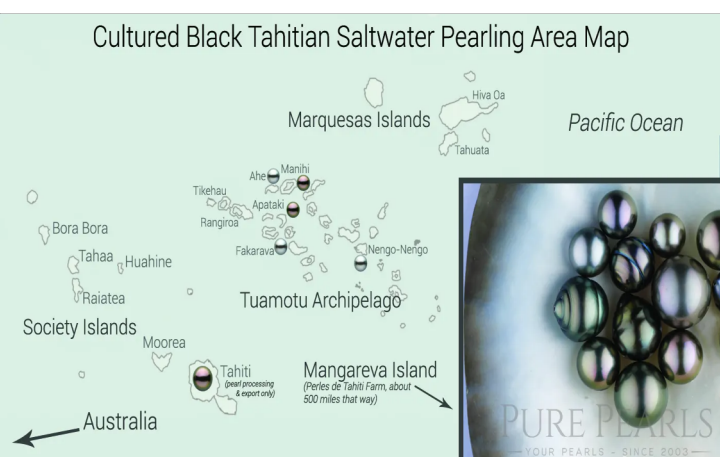 Cultured Black Tahitian Saltwater Pearling Area Map
Hiva Oa
Marquesas Islands
Pacific Ocean
Tahuata
Ahe
Manihi
Tikehau
Apataki
Rangiroa
Bora Bora
Fakarava
Nengo-Nengo
Tahaa
Huahine
Raiatea
Tuamotu Archipelago
Society Islands
Moorea
Tahiti
(pearl processing
& export only)
Mangareva Island
(Perles de Tahiti Farm, about
500 miles that way)
Australia
PURE PEARLS
YOUR PEARLS - SINCE 2003